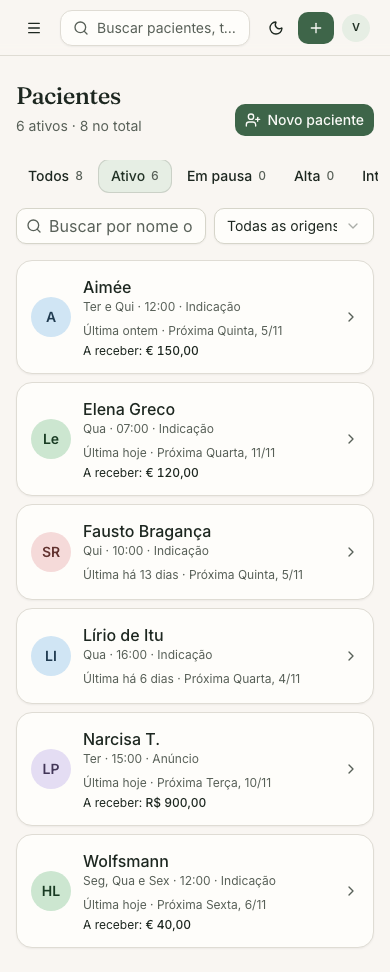 Buscar pacientes, t...
V
Pacientes
6 ativos · 8 no total
Novo paciente
Todos 8
Ativo 6
Em pausa 0
Alta 0
Int
Buscar por nome o
Todas as origens
A
Aimée
Ter e Qui · 12:00 · Indicação
Última ontem · Próxima Quinta, 5/11
A receber: € 150,00
Le
Elena Greco
Qua · 07:00 · Indicação
Última hoje · Próxima Quarta, 11/11
A receber: € 120,00
SR
Fausto Bragança
Qui · 10:00 · Indicação
Última há 13 dias · Próxima Quinta, 5/11
LI
Lírio de Itu
Qua · 16:00 · Indicação
Última há 6 dias · Próxima Quarta, 4/11
LP
Narcisa T.
Ter · 15:00 · Anúncio
Última hoje · Próxima Terça, 10/11
A receber: R$ 900,00
HL
Wolfsmann
Seg, Qua e Sex · 12:00 · Indicação
Última hoje · Próxima Sexta, 6/11
A receber: € 40,00